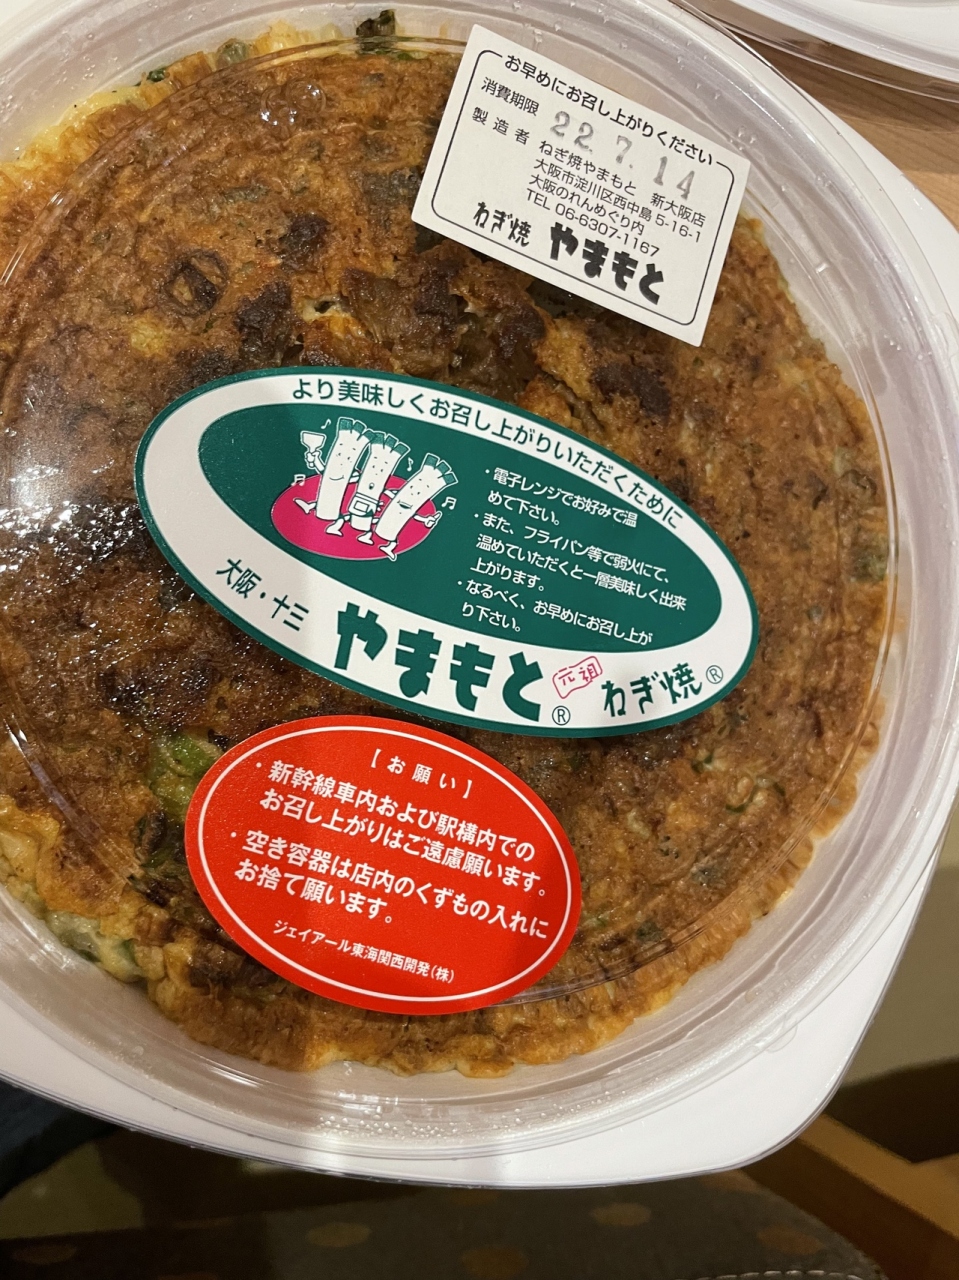 お早めにお召し上がりください
消費期限 22.7.14
製造者 ねぎ焼やまもと 新大阪店
大阪市淀川区西中島5-16-1
大阪のれんめぐり内
TEL 06-6307-1167
ねぎ焼 やまもと
より美味しくお召し上がりいただくために
・電子レンジでお好みで温
めて下さい。
・また、フライパン等で弱火にて、
温めていただくと一層美味しく出来
上がります。
・なるべく、お早めにお召し上が
り下さい。
大阪・十三
やまもと® 元祖 ねぎ焼®
[お願い]
・新幹線車内および駅構内での
お召し上がりはご遠慮願います。
・空き容器は店内のくずもの入れに
お捨て願います。
ジェイアール東海関西開発(株)